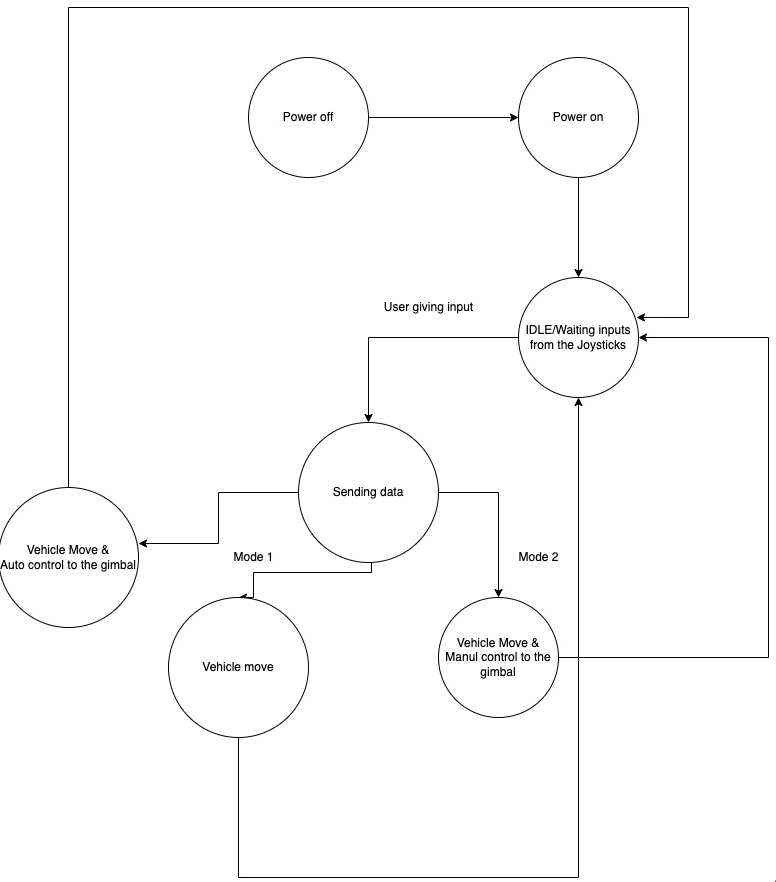 Power off
Power on
User giving input
IDLE/Waiting inputs
from the Joysticks
Sending data
Vehicle Move &
Auto control to the gimbal
Mode 1
Mode 2
Vehicle move
Vehicle Move &
Manul control to the
gimbal